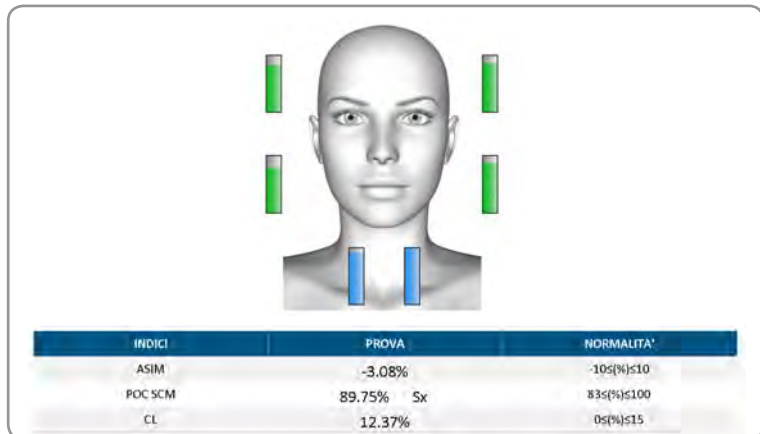 INDICI PROVA NORMALITA'
ASIM -3.08% -10≤(%)≤10
POC SCM 89.75% Sx 83≤(%)≤100
CL 12.37% 0≤(%)≤15